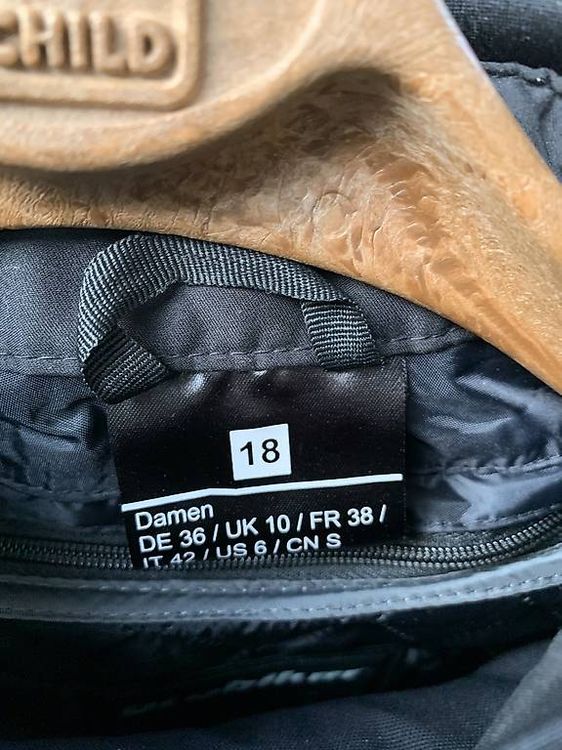 CHILD
18
Damen
DE 36 / UK 10 / FR 38 /
IT 42 / US 6 / CN S